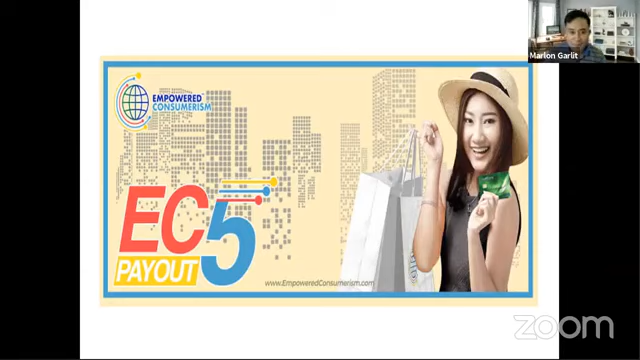 Marlon Garlit
EMPOWERED
CONSUMERISM
EC5
PAYOUT
www.EmpoweredConsumerism.com
zoom